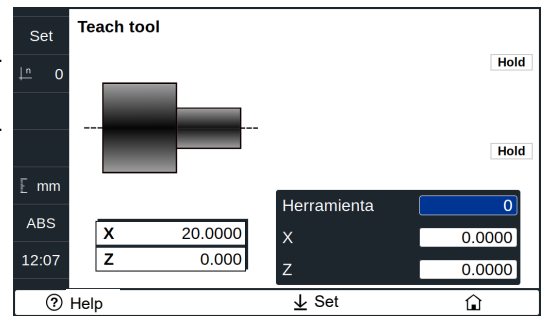 Teach tool
Set
n 0
mm
ABS
12:07
Hold
Hold
X 20.0000
Z 0.000
Herramienta 0
X 0.0000
Z 0.0000
Help
Set